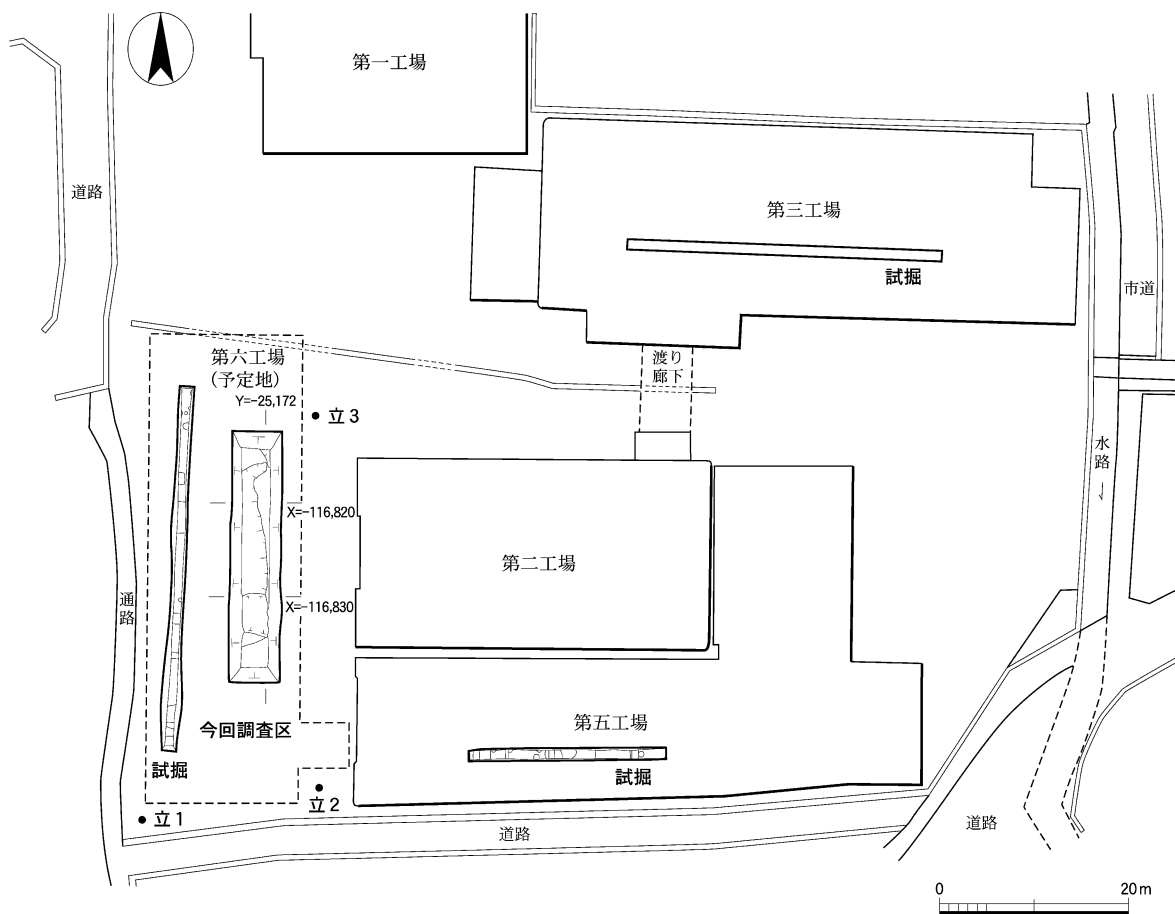 第一工場
道路
第三工場
試掘
市道
渡り
廊下
第六工場
(予定地)
Y=-25,172
立3
水路
X=-116,820
第二工場
X=-116,830
通路
今回調査区
第五工場
試掘
試掘
立2
立1
道路
道路
0
20m